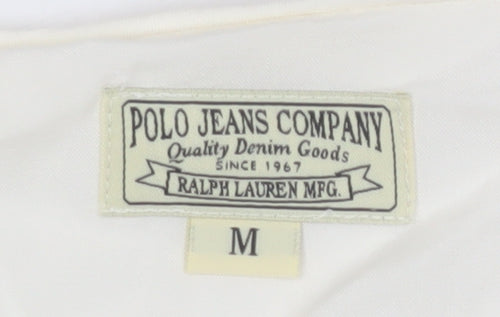 POLO JEANS COMPANY
Quality Denim Goods
SINCE 1967
RALPH LAUREN MFG.
M